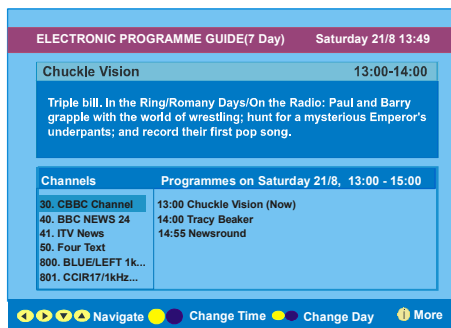 ELECTRONIC PROGRAMME GUIDE(7 Day) Saturday 21/8 13:49
Chuckle Vision 13:00-14:00
Triple bill. In the Ring/Romany Days/On the Radio: Paul and Barry
grapple with the world of wrestling; hunt for a mysterious Emperor's
underpants; and record their first pop song.
Channels Programmes on Saturday 21/8, 13:00 - 15:00
30. CBBC Channel 13:00 Chuckle Vision (Now)
40. BBC NEWS 24 14:00 Tracy Beaker
41. ITV News 14:55 Newsround
50. Four Text
800. BLUE/LEFT 1k...
801. CCIR17/1kHz...
Navigate Change Time Change Day i More